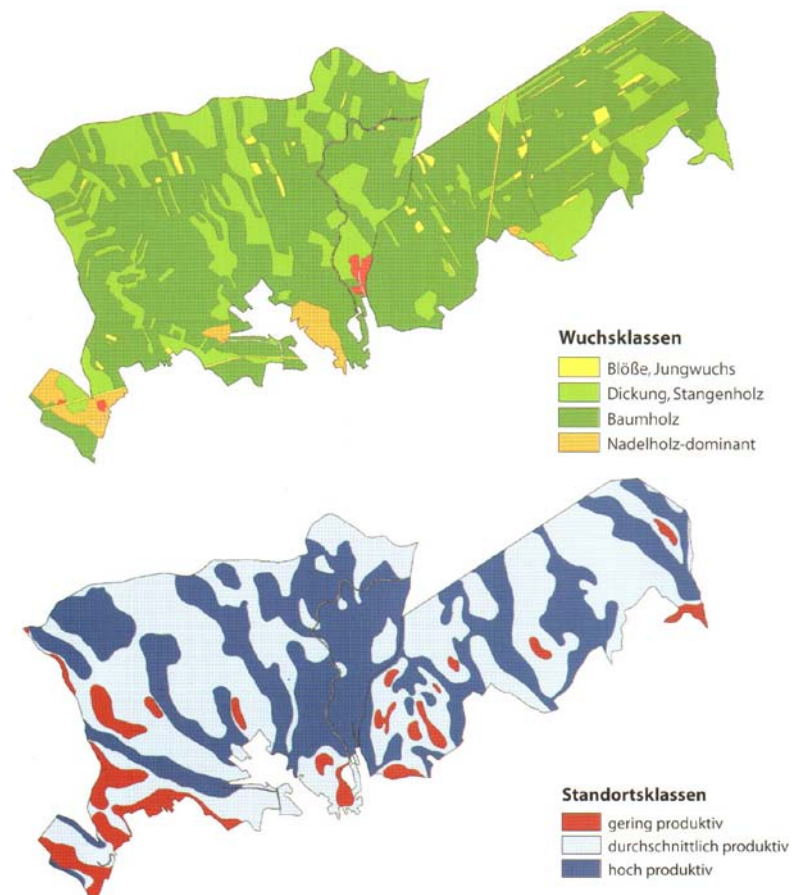 Wuchsklassen
Blöße, Jungwuchs
Dickung, Stangenholz
Baumholz
Nadelholz-dominant
Standortsklassen
gering produktiv
durchschnittlich produktiv
hoch produktiv